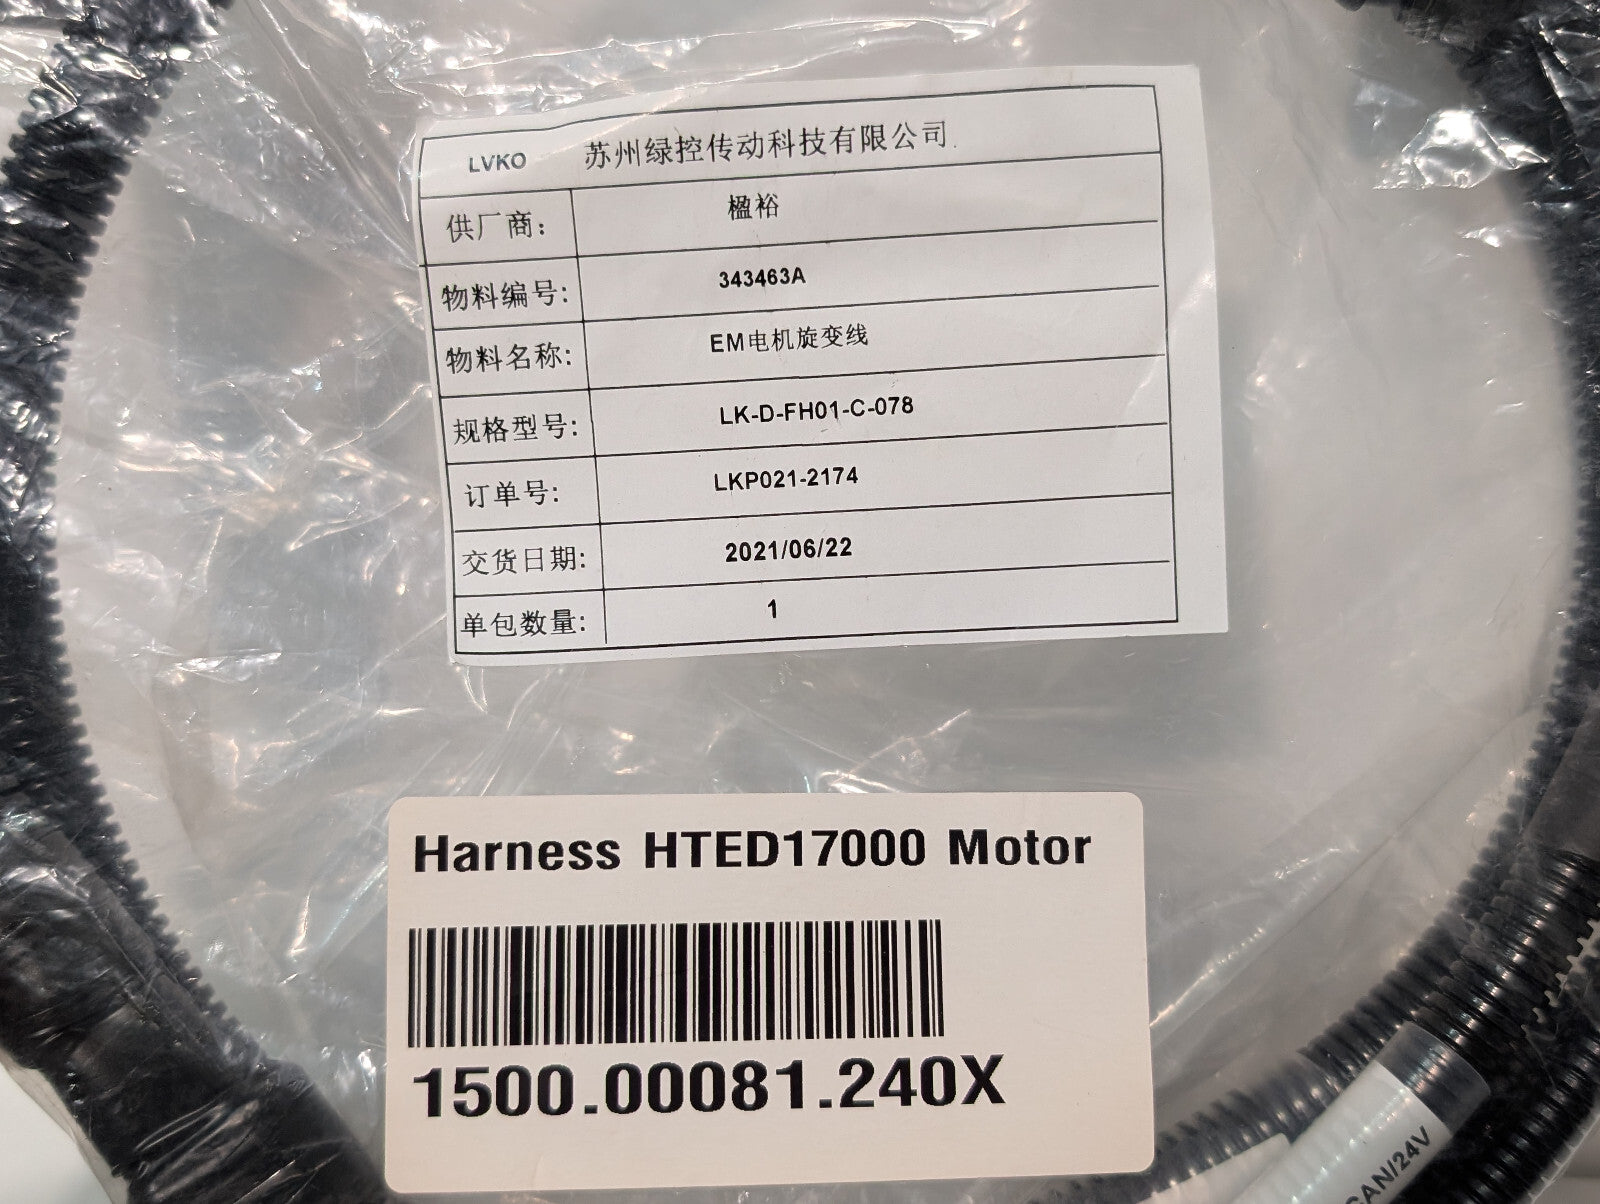 LVKO 苏州绿控传动科技有限公司
供厂商: 楹裕
物料编号: 343463A
物料名称: EM电机旋变线
规格型号: LK-D-FH01-C-078
订单号: LKP021-2174
交货日期: 2021/06/22
单包数量: 1
Harness HTED17000 Motor
1500.00081.240X
CAN/24V